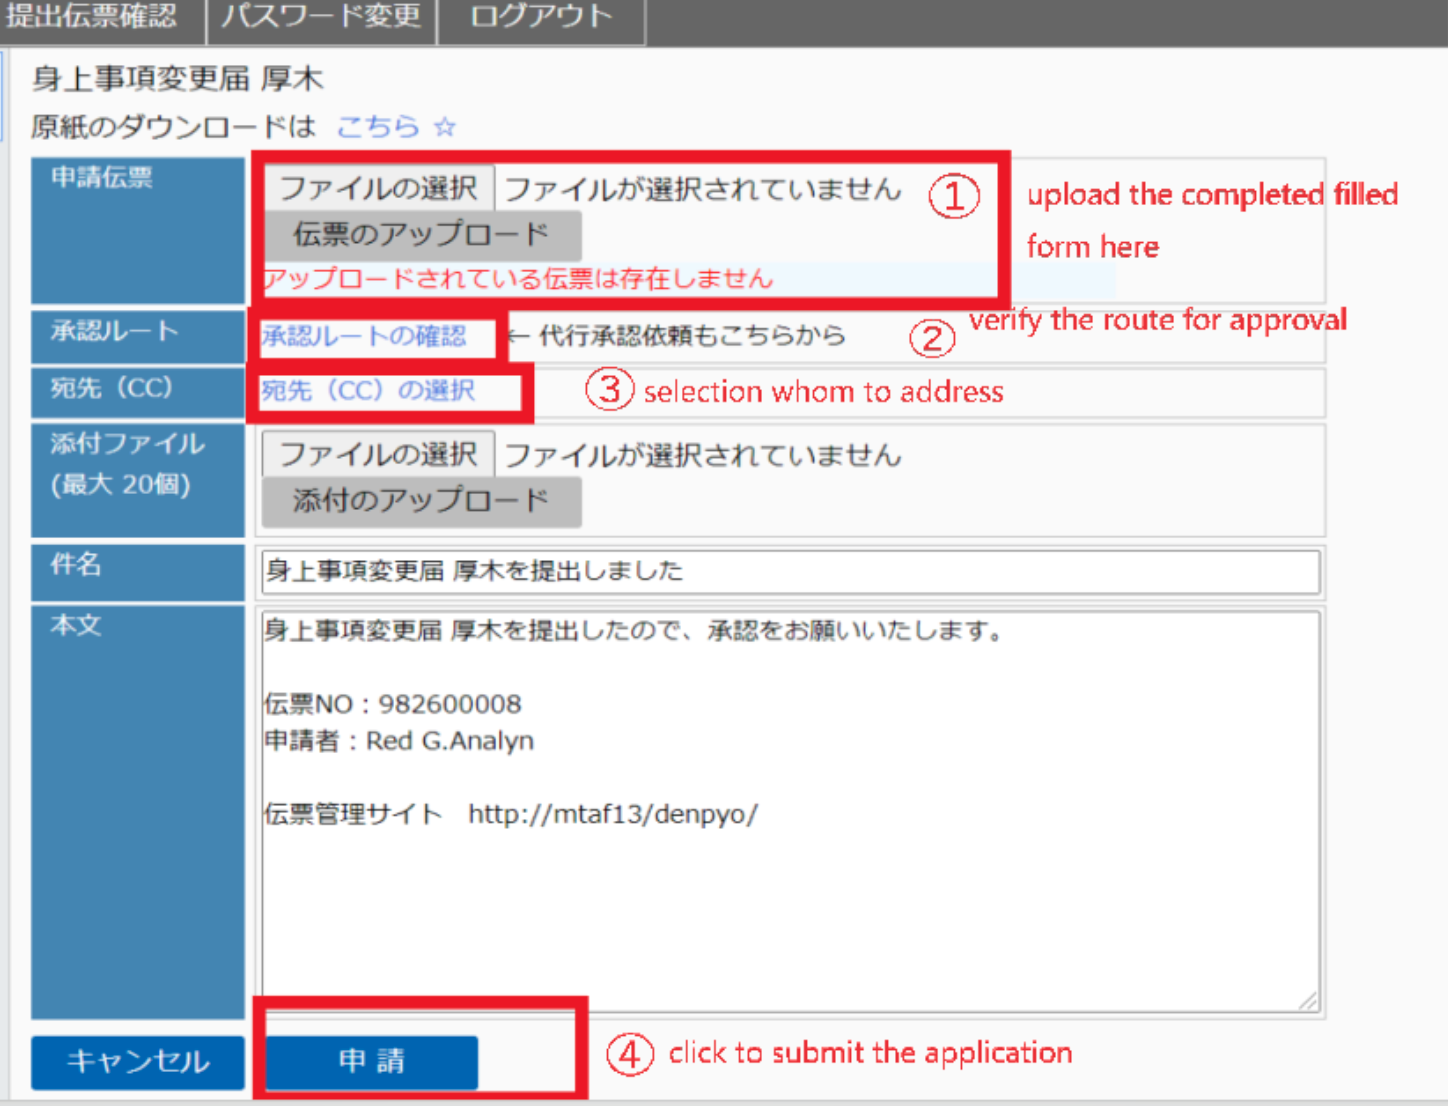 提出伝票確認 パスワード変更 ログアウト
身上事項変更届 厚木
原紙のダウンロードは こちら ☆
申請伝票
ファイルの選択 ファイルが選択されていません ①
伝票のアップロード
アップロードされている伝票は存在しません
upload the completed filled
form here
承認ルート 承認ルートの確認 ← 代行承認依頼もこちらから ② verify the route for approval
宛先（CC） 宛先（CC）の選択 ③ selection whom to address
添付ファイル
(最大 20個)
ファイルの選択 ファイルが選択されていません
添付のアップロード
件名 身上事項変更届 厚木を提出しました
本文 身上事項変更届 厚木を提出したので、承認をお願いいたします。
伝票NO：982600008
申請者：Red G.Analyn
伝票管理サイト http://mtaf13/denpyo/
キャンセル 申 請 ④ click to submit the application